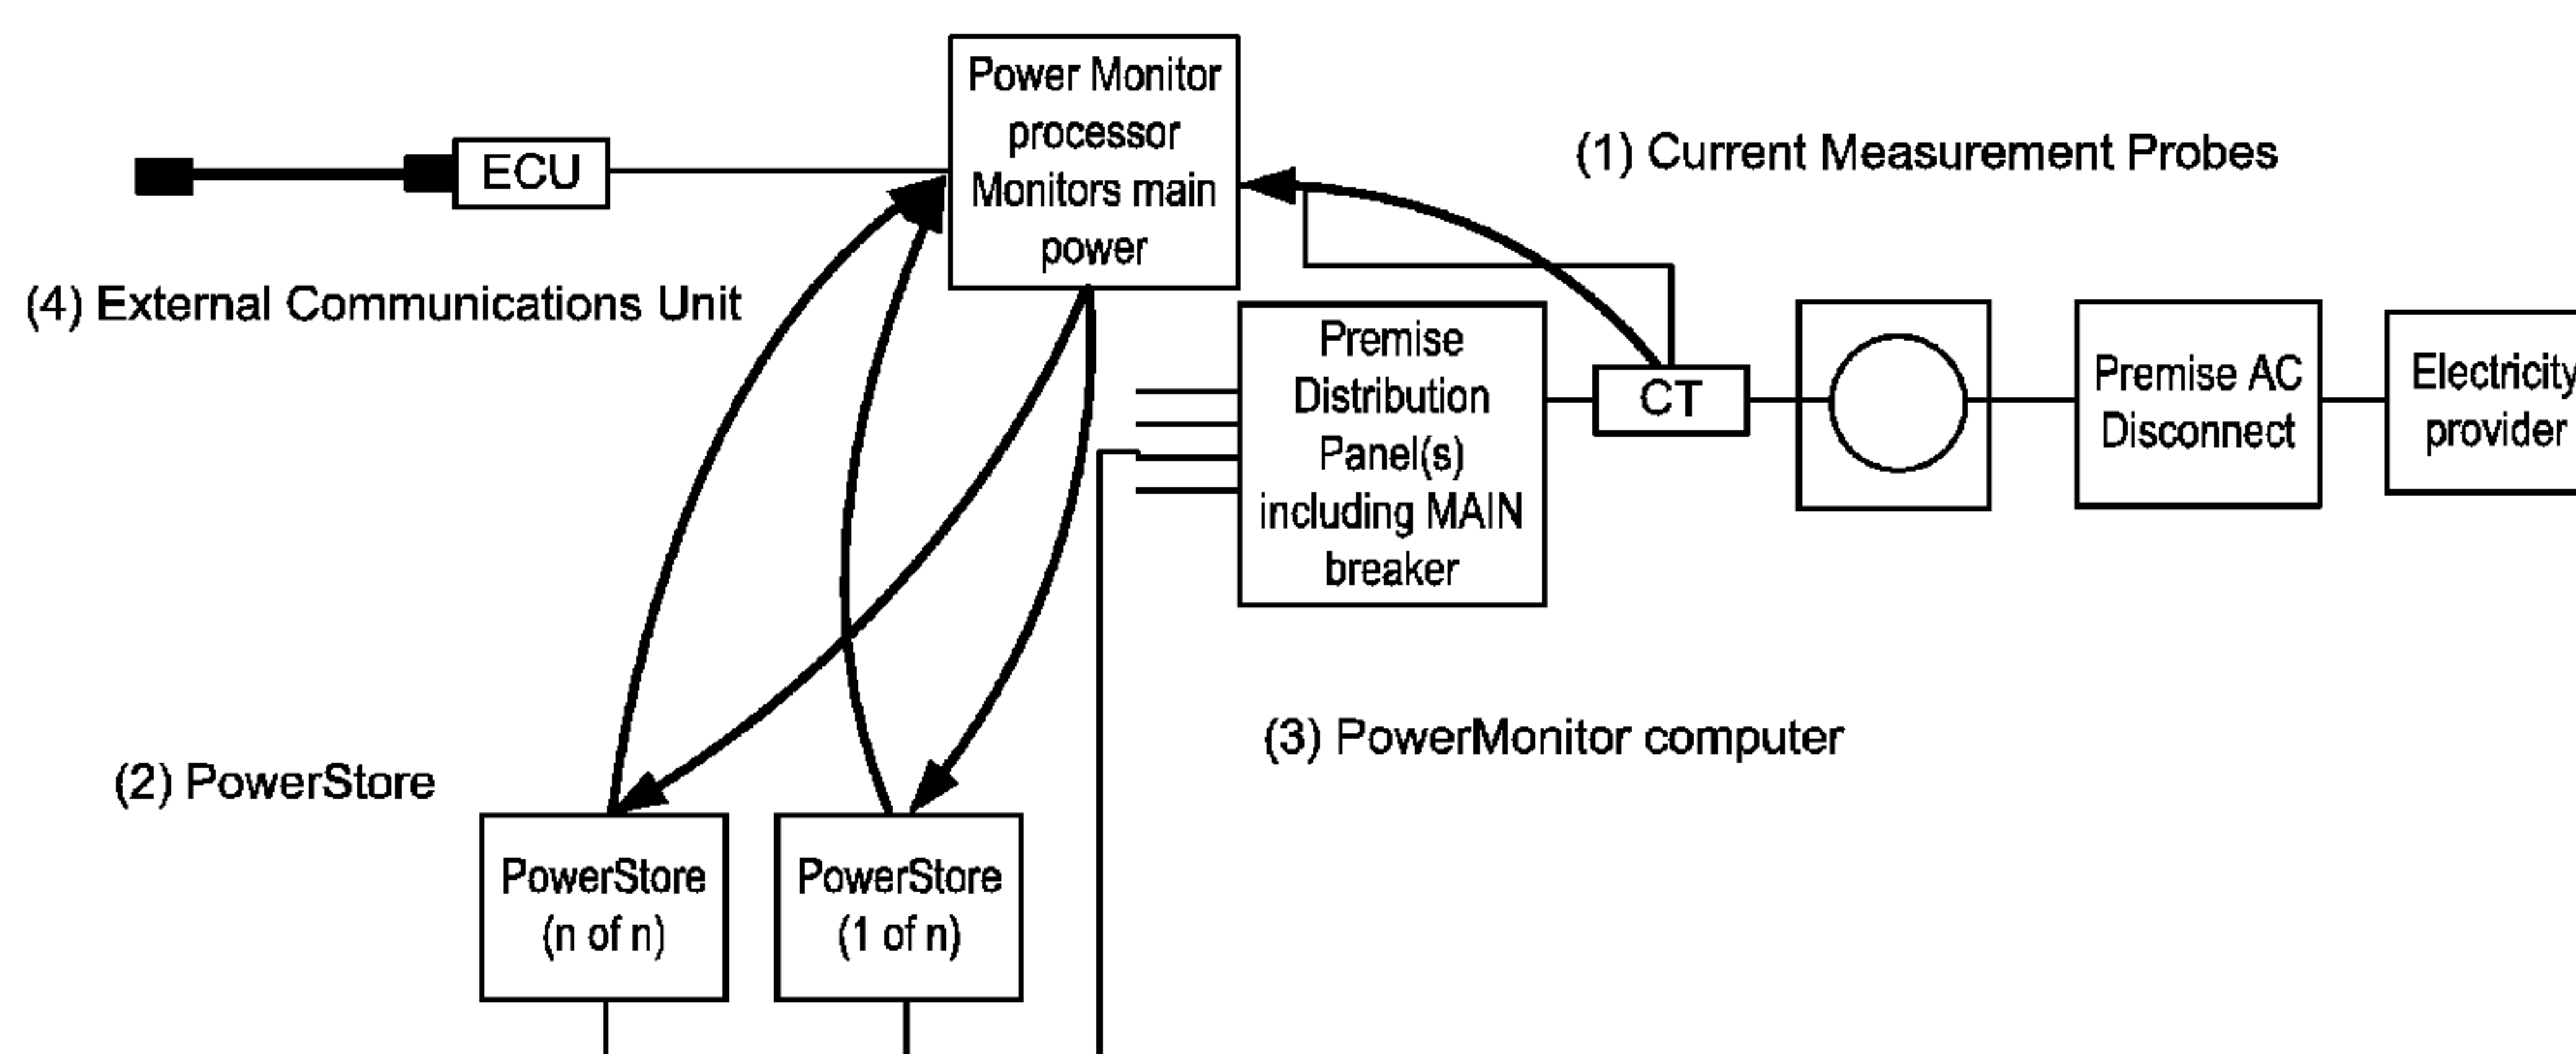 Power Monitor
processor
Monitors main
power
ECU
(1) Current Measurement Probes
(4) External Communications Unit
Premise
Distribution
Panel(s)
including MAIN
breaker
CT
Premise AC
Disconnect
Electricity
provider
(3) PowerMonitor computer
(2) PowerStore
PowerStore
(n of n)
PowerStore
(1 of n)